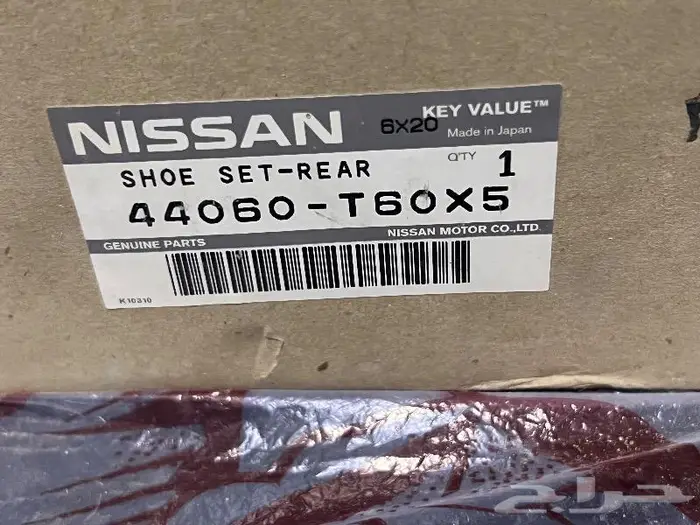 NISSAN
6X20
KEY VALUE™
Made in Japan
SHOE SET-REAR
Q'TY 1
44060-T60X5
GENUINE PARTS
NISSAN MOTOR CO.,LTD.
K10310
حراج